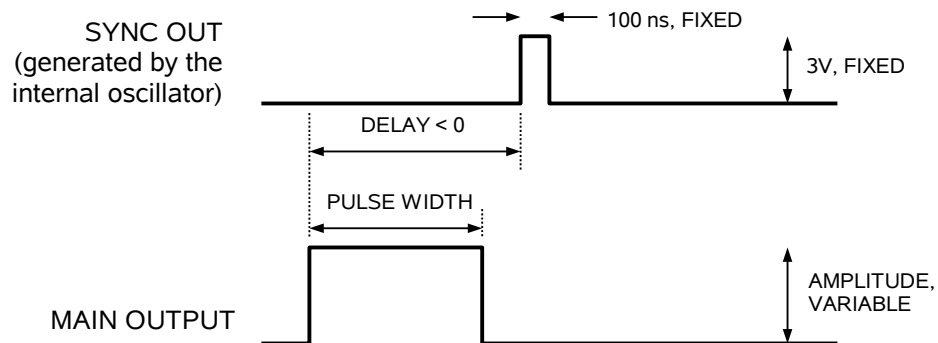 100 ns, FIXED
SYNC OUT
(generated by the
internal oscillator)
3V, FIXED
DELAY < 0
PULSE WIDTH
AMPLITUDE,
VARIABLE
MAIN OUTPUT